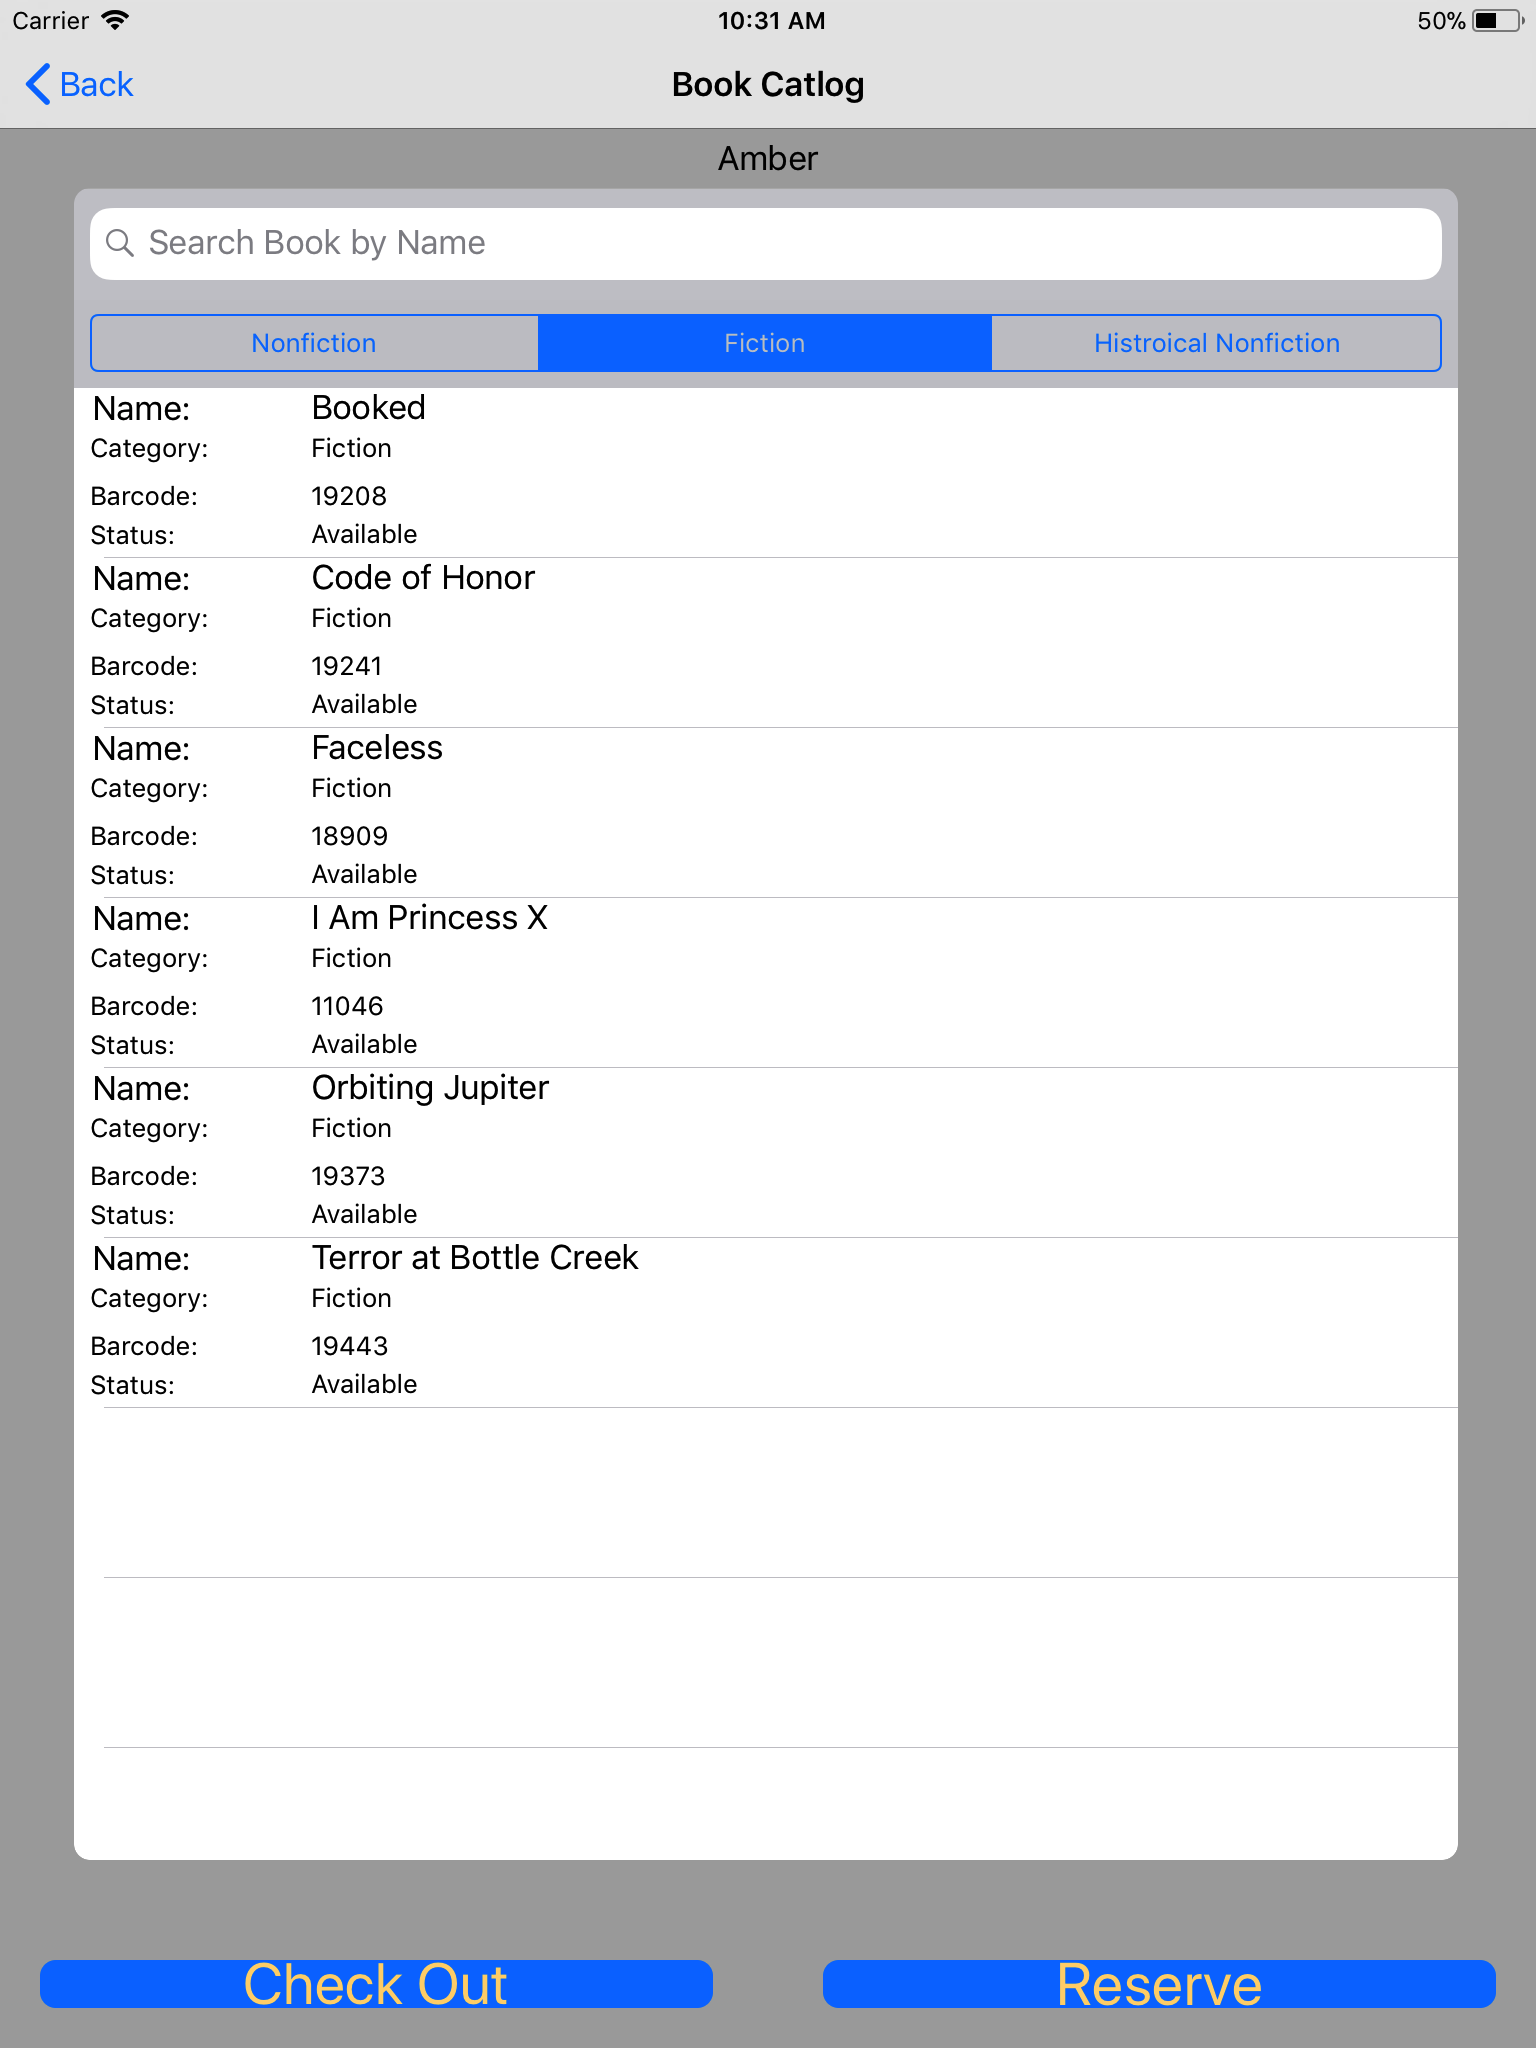 Carrier 10:31 AM 50%
Back Book Catlog
Amber
Search Book by Name
Nonfiction Fiction Histroical Nonfiction
Name: Booked
Category: Fiction
Barcode: 19208
Status: Available
Name: Code of Honor
Category: Fiction
Barcode: 19241
Status: Available
Name: Faceless
Category: Fiction
Barcode: 18909
Status: Available
Name: I Am Princess X
Category: Fiction
Barcode: 11046
Status: Available
Name: Orbiting Jupiter
Category: Fiction
Barcode: 19373
Status: Available
Name: Terror at Bottle Creek
Category: Fiction
Barcode: 19443
Status: Available
Check Out Reserve